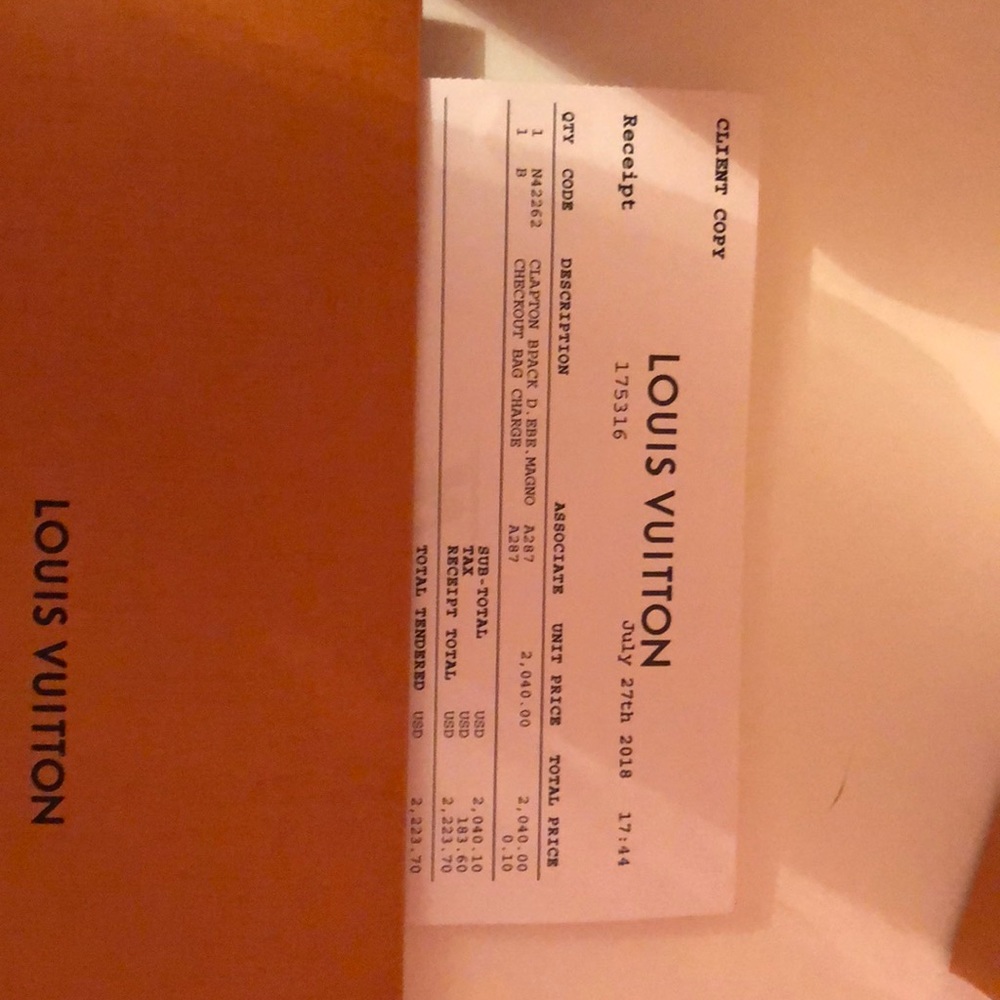 CLIENT COPY
LOUIS VUITTON
Receipt 175316 July 27th 2018 17:44
QTY CODE DESCRIPTION ASSOCIATE UNIT PRICE TOTAL PRICE
1 N42262 CLAPTON BPACK D.EBE.MAGNO A287 2,040.00 2,040.00
1 B CHECKOUT BAG CHARGE A287 0.10
SUB-TOTAL USD 2,040.10
TAX USD 183.60
RECEIPT TOTAL USD 2,223.70
TOTAL TENDERED USD 2,223.70
LOUIS VUITTON